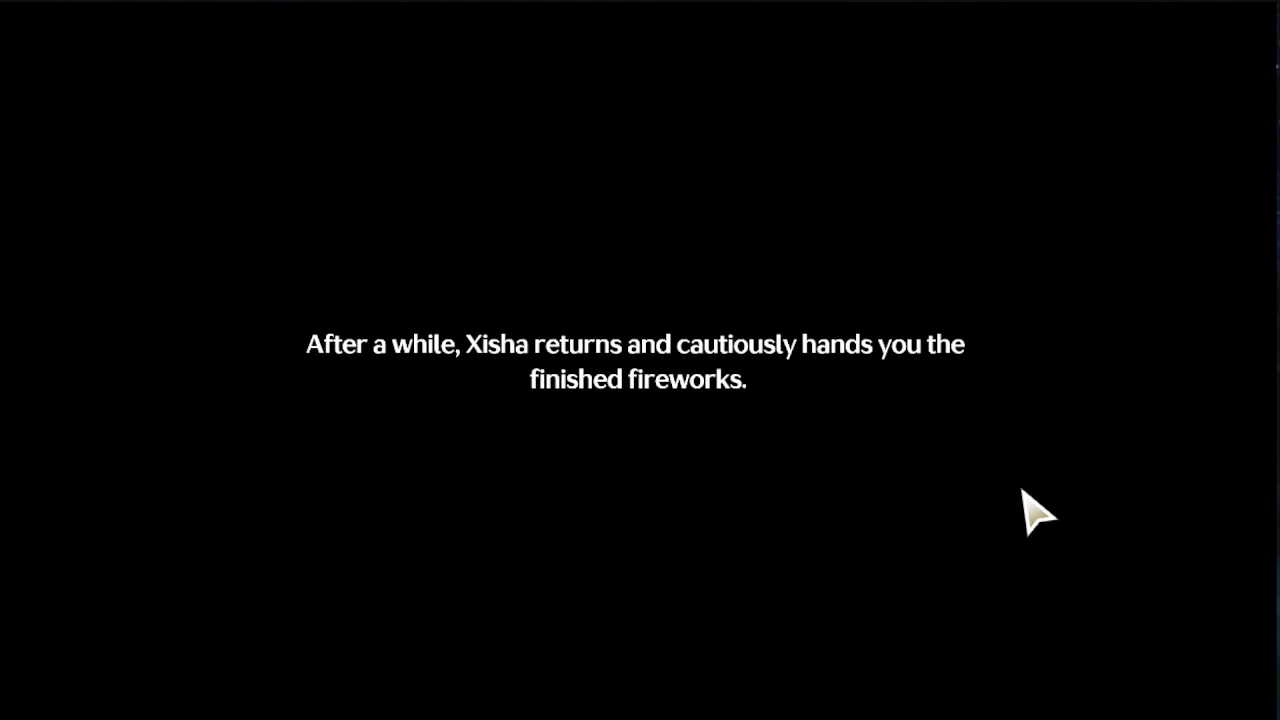 After a while, Xisha returns and cautiously hands you the
finished fireworks.